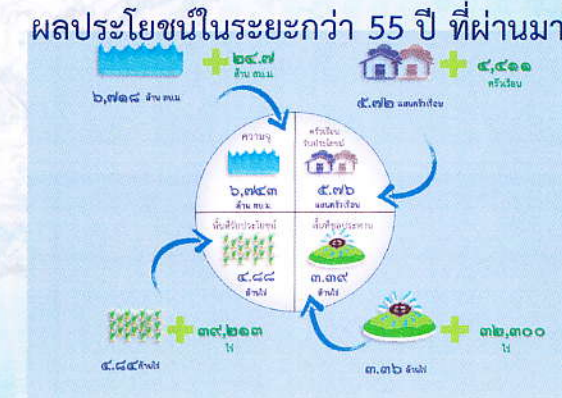 ผลประโยชน์ในระยะกว่า 55 ปี ที่ผ่านมา
๒๔.๗
ล้าน ลบ.ม.
๖,๗๑๘ ล้าน ลบ.ม.
๔,๔๑๑
ครัวเรือน
๕.๗๒ แสนครัวเรือน
ความจุ
๖,๗๔๓
ล้าน ลบ.ม.
ครัวเรือน
รับประโยชน์
๕.๗๖
แสนครัวเรือน
พื้นที่รับประโยชน์
๔.๘๘
ล้านไร่
พื้นที่ชลประทาน
๓.๓๙
ล้านไร่
๓๙,๒๑๓
ไร่
๔.๘๔ ล้านไร่
๓๒,๓๐๐
ไร่
๓.๓๖ ล้านไร่